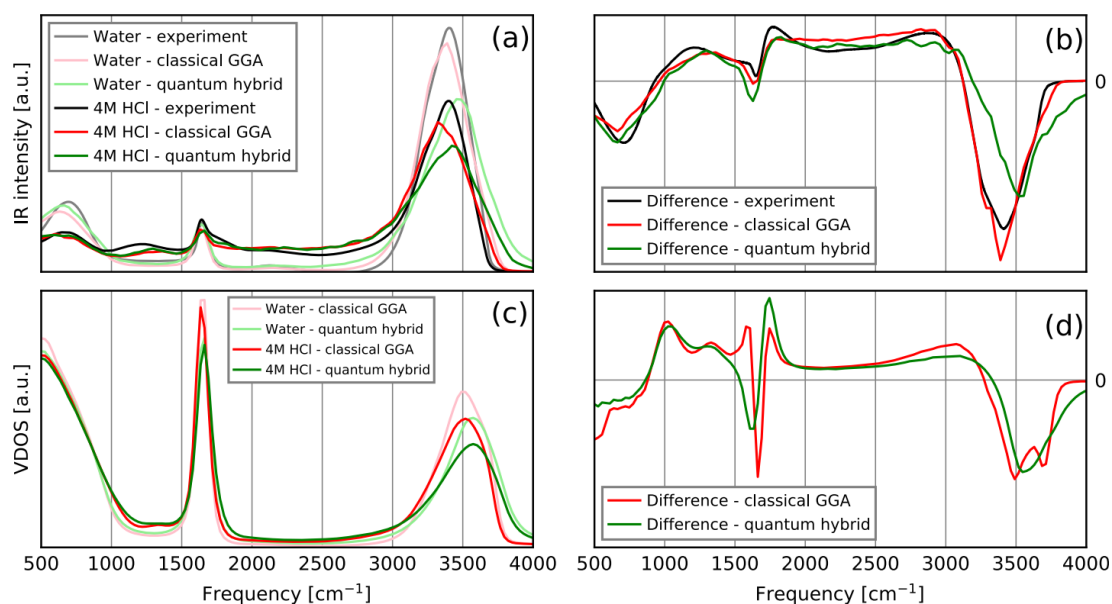 (a)
Water - experiment
Water - classical GGA
Water - quantum hybrid
4M HCl - experiment
4M HCl - classical GGA
4M HCl - quantum hybrid
IR intensity [a.u.]
(b)
0
Difference - experiment
Difference - classical GGA
Difference - quantum hybrid
(c)
Water - classical GGA
Water - quantum hybrid
4M HCl - classical GGA
4M HCl - quantum hybrid
VDOS [a.u.]
500 1000 1500 2000 2500 3000 3500 4000
Frequency [cm⁻¹]
(d)
0
Difference - classical GGA
Difference - quantum hybrid
500 1000 1500 2000 2500 3000 3500 4000
Frequency [cm⁻¹]